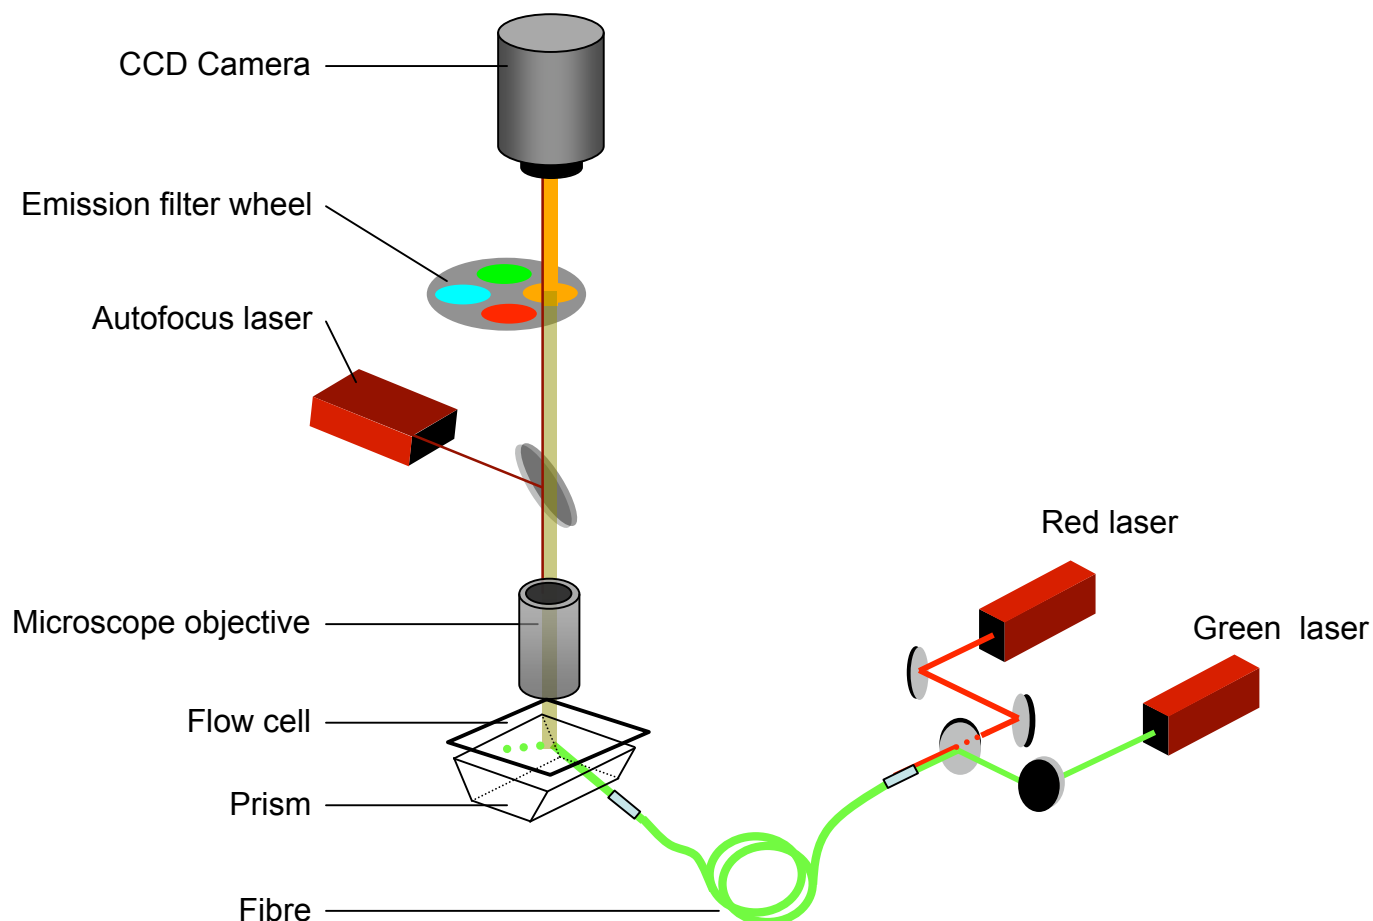 CCD Camera
Emission filter wheel
Autofocus laser
Red laser
Microscope objective
Green  laser
Flow cell
Prism
Fibre